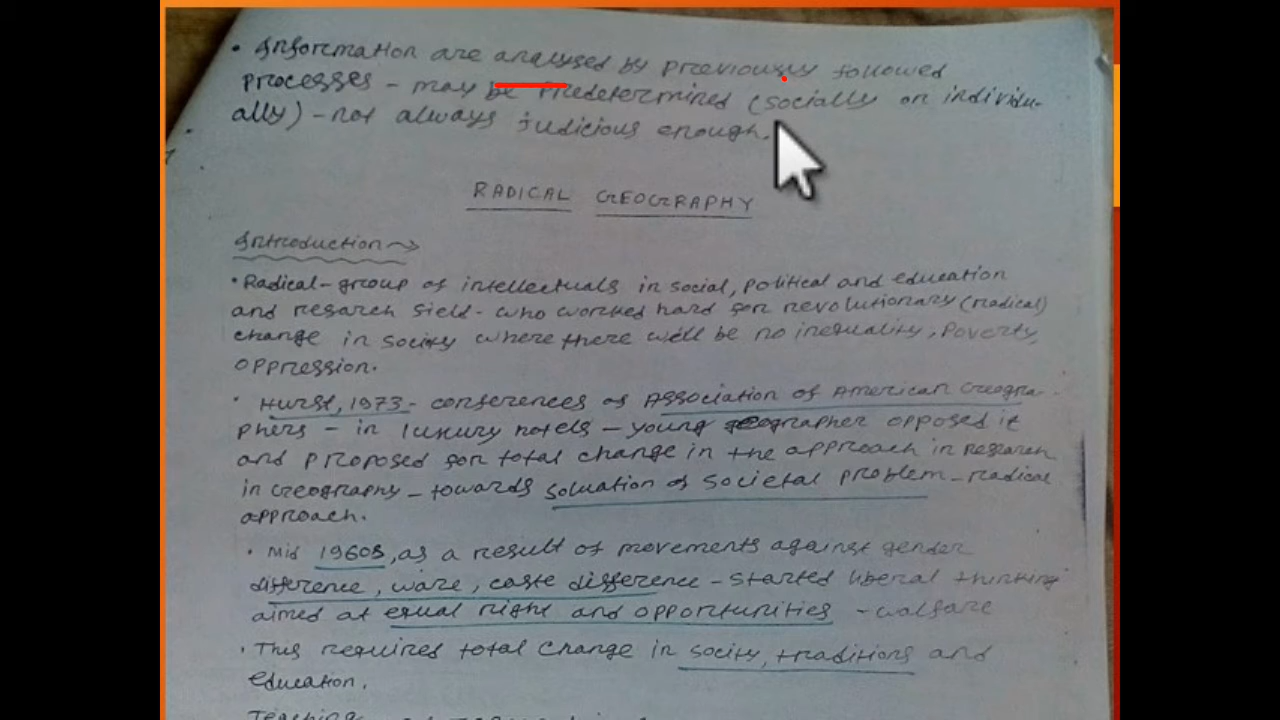 • Information are analysed by previously followed
processes - may be predetermined (socially or individu-
ally) - not always judicious enough.
RADICAL GEOGRAPHY
Introduction →
• Radical - group of intellectuals in social, political and education
and research field - who worked hard for revolutionary (radical)
change in socity where there will be no inequality, poverty,
oppression.
• Hurst, 1973 - conferences of Association of American Geogra-
phers - in luxury hotels - young geographer opposed it
and proposed for total change in the approach in research
in Geography - towards soluation of societal problem - radical
approach.
• Mid 1960s, as a result of movements against gender
difference, ware, caste difference - started liberal thinking
aimed at equal right and opportunities - walfare
• This requires total change in socity, traditions and
education.
Teaching